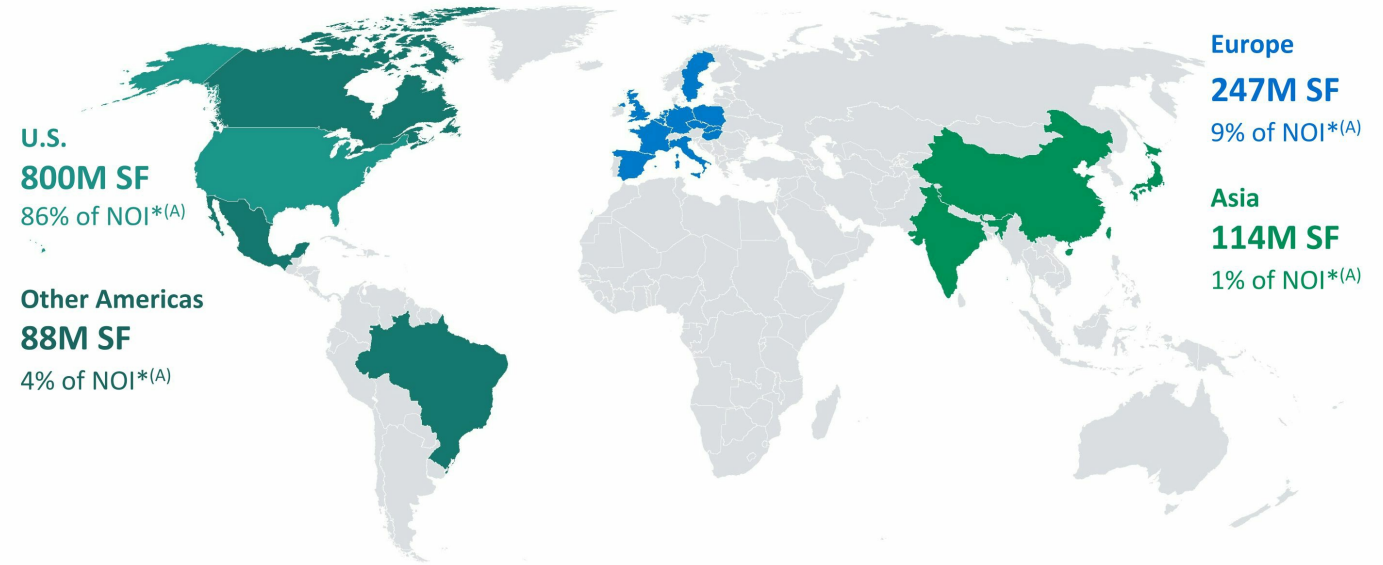 U.S.
800M SF
86% of NOI*(A)
Other Americas
88M SF
4% of NOI*(A)
Europe
247M SF
9% of NOI*(A)
Asia
114M SF
1% of NOI*(A)